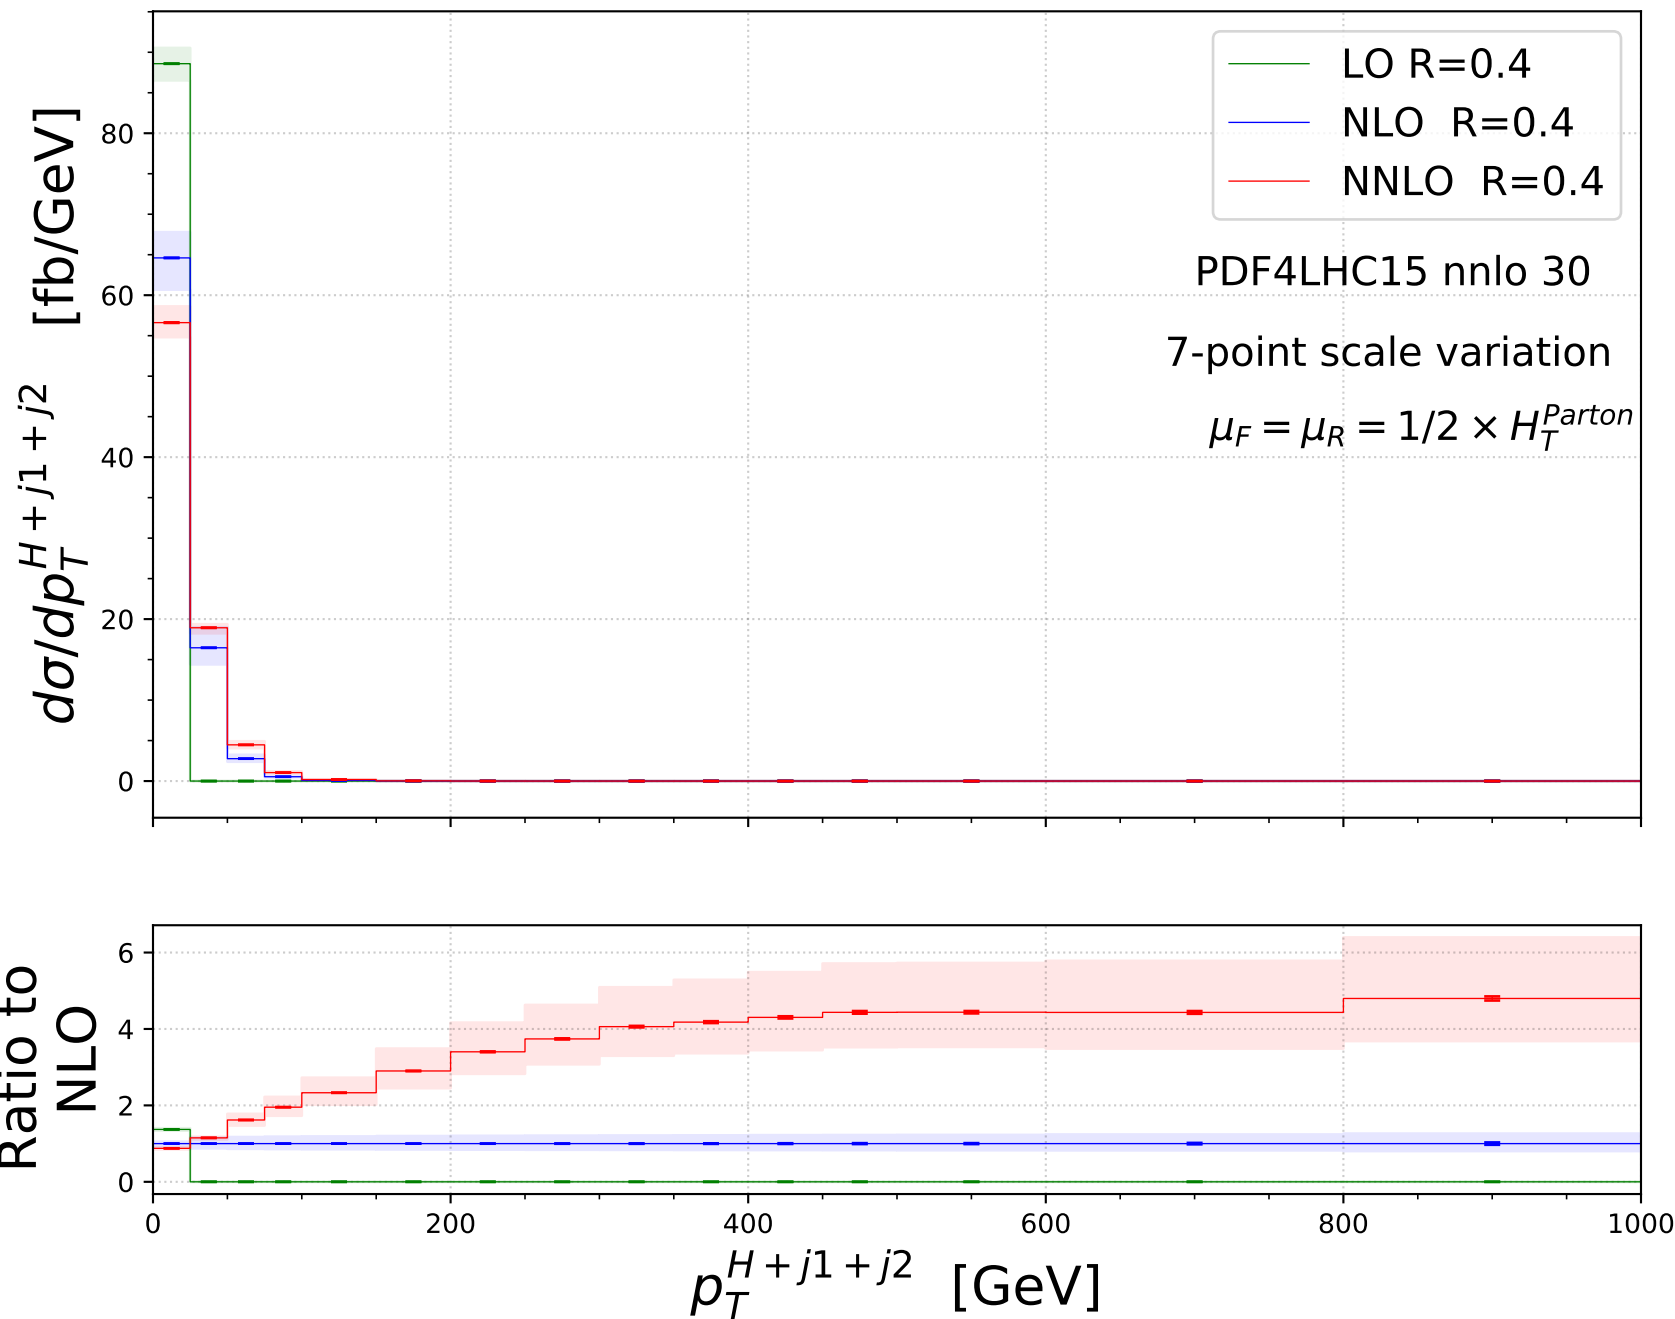 dσ/dp_T^{H+j1+j2} [fb/GeV]
80
60
40
20
0
LO R=0.4
NLO R=0.4
NNLO R=0.4
PDF4LHC15 nnlo 30
7-point scale variation
μ_F = μ_R = 1/2 × H_T^{Parton}
Ratio to
NLO
6
4
2
0
0 200 400 600 800 1000
p_T^{H+j1+j2} [GeV]